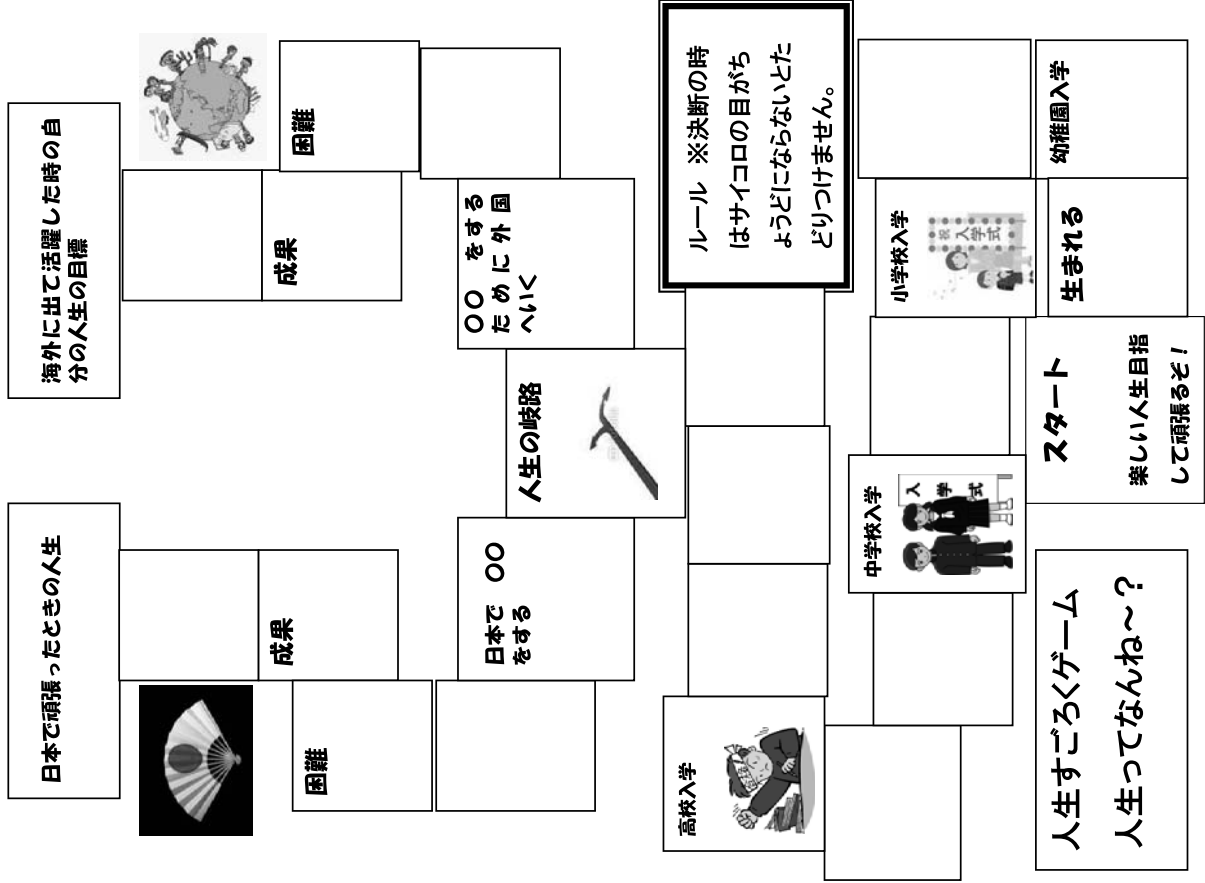 人生すごろくゲーム
人生ってなんね～？
スタート
楽しい人生目指
して頑張るぞ！
生まれる
幼稚園入学
小学校入学
祝 入学式
中学校入学
入学式
高校入学
ルール ※決断の時
はサイコロの目がち
ょうどにならないとた
どりつけません。
人生の岐路
日本で 〇〇
をする
〇〇 をする
ために外国
へいく
困難
成果
日本で頑張ったときの人生
困難
成果
海外に出て活躍した時の自
分の人生の目標